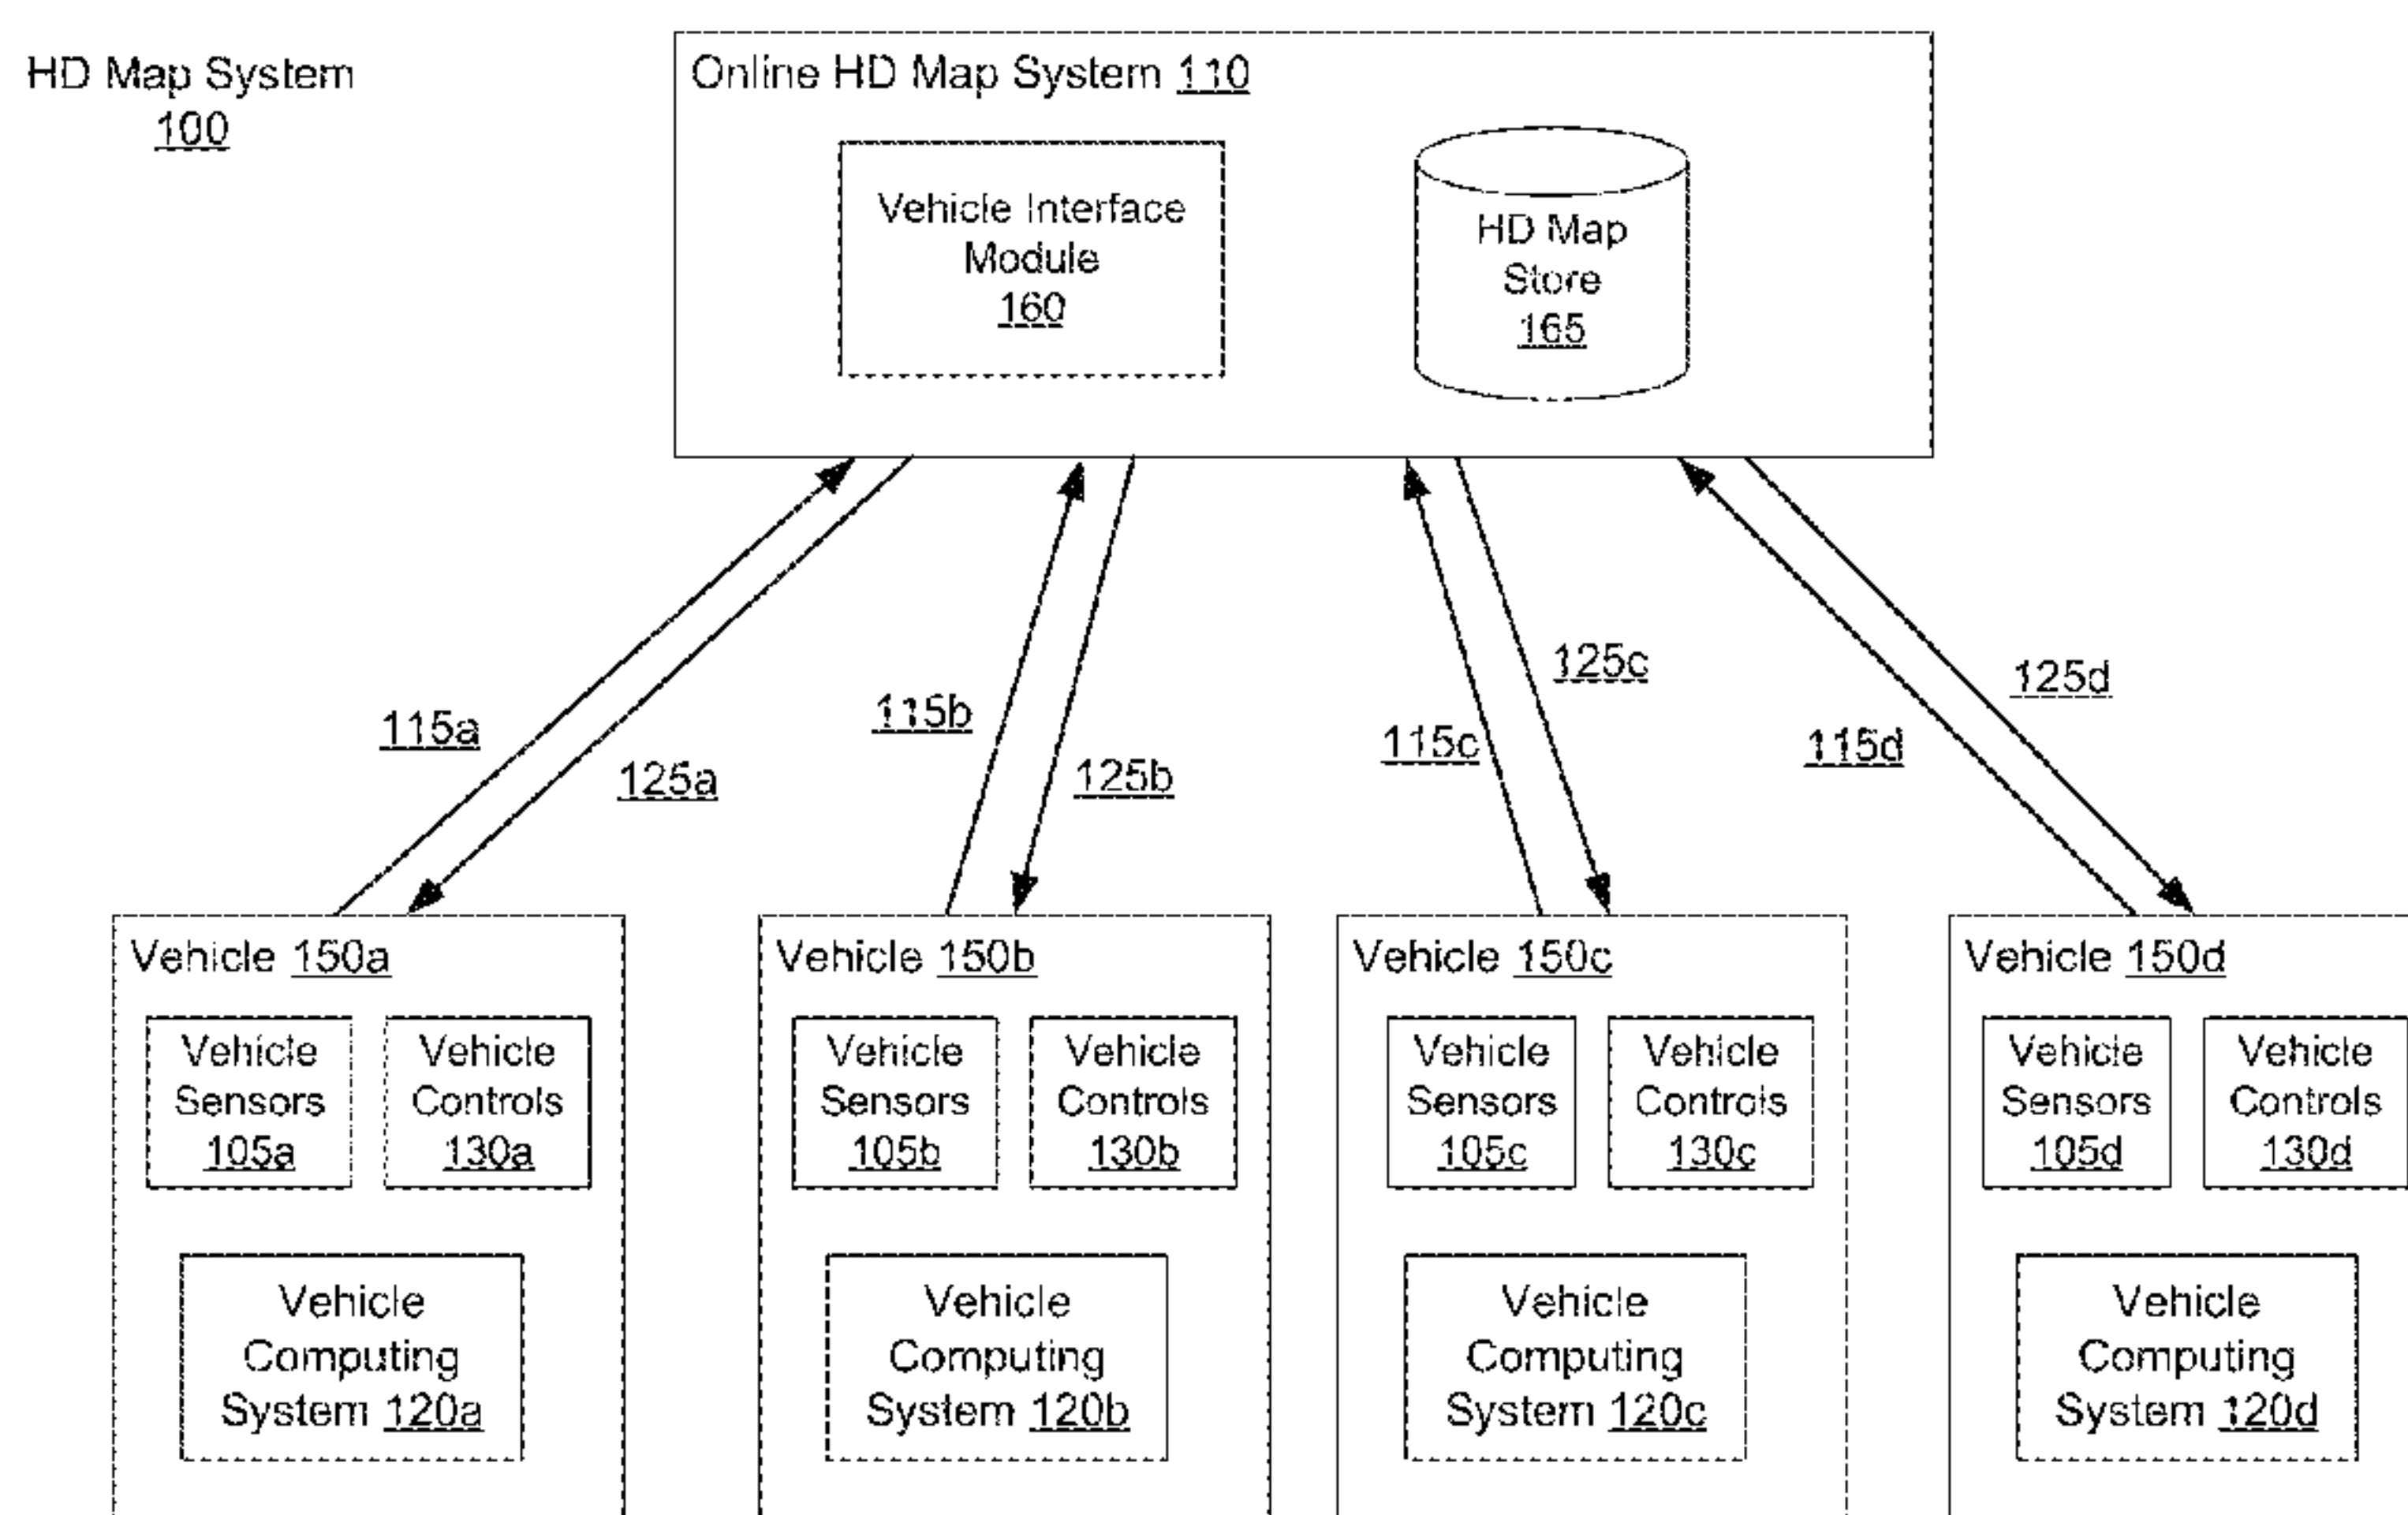 HD Map System
100
Online HD Map System 110
Vehicle Interface
Module
160
HD Map
Store
165
115a
125a
115b
125b
115c
125c
115d
125d
Vehicle 150a
Vehicle
Sensors
105a
Vehicle
Controls
130a
Vehicle
Computing
System 120a
Vehicle 150b
Vehicle
Sensors
105b
Vehicle
Controls
130b
Vehicle
Computing
System 120b
Vehicle 150c
Vehicle
Sensors
105c
Vehicle
Controls
130c
Vehicle
Computing
System 120c
Vehicle 150d
Vehicle
Sensors
105d
Vehicle
Controls
130d
Vehicle
Computing
System 120d